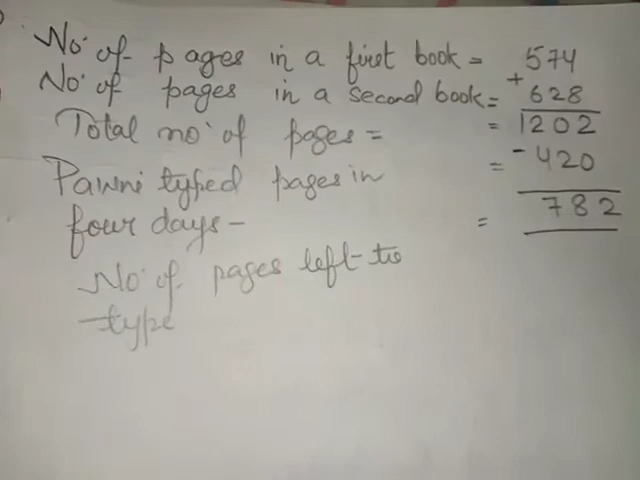 No. of pages in a first book = 574
No. of pages in a second book = + 628
Total no. of pages = = 1202
Pawni typed pages in = - 420
four days - = 782
No. of pages left to
type